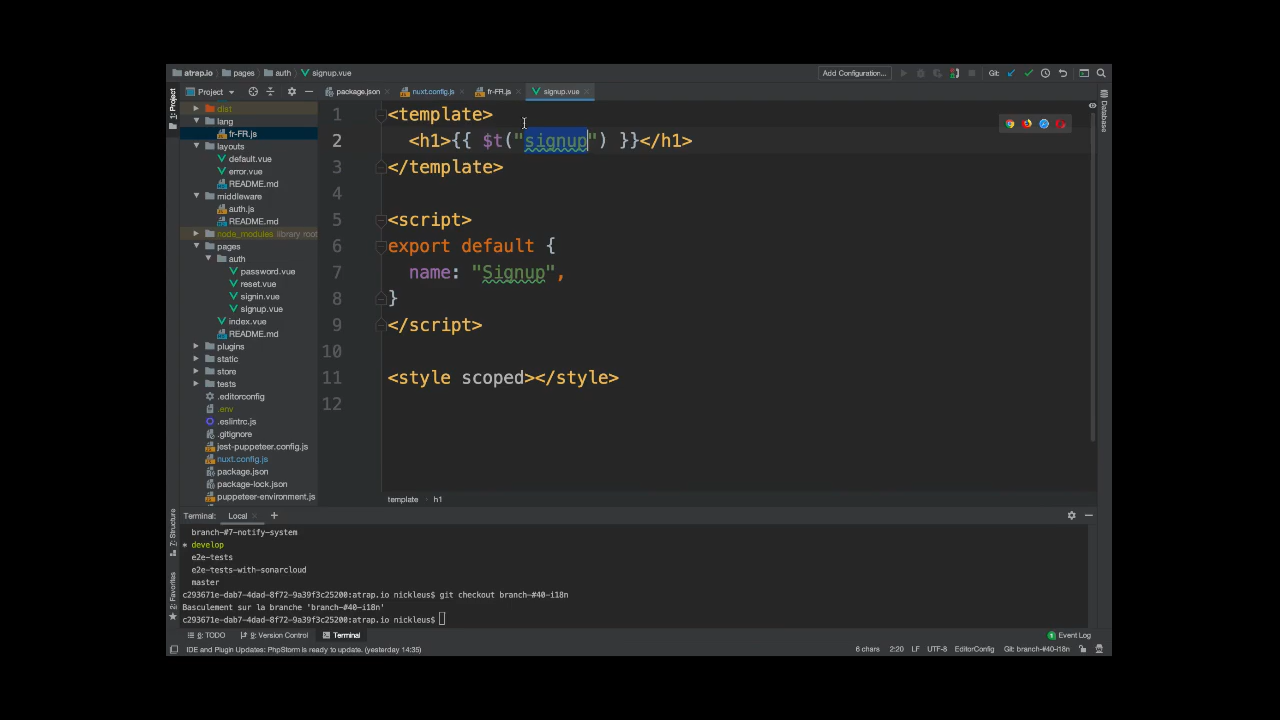 atrap.io pages auth signup.vue Add Configuration... Git:
Project package.json nuxt.config.js fr-FR.js signup.vue
1: Project
Database
dist
lang
fr-FR.js
layouts
default.vue
error.vue
README.md
middleware
auth.js
README.md
node_modules library root
pages
auth
password.vue
reset.vue
signin.vue
signup.vue
index.vue
README.md
plugins
static
store
tests
.editorconfig
.env
.eslintrc.js
.gitignore
jest-puppeteer.config.js
nuxt.config.js
package.json
package-lock.json
puppeteer-environment.js
1 <template>
2 <h1>{{ $t("signup") }}</h1>
3 </template>
4
5 <script>
6 export default {
7 name: "Signup",
8 }
9 </script>
10
11 <style scoped></style>
12
template h1
7: Structure
2: Favorites
Terminal: Local
branch-#7-notify-system
* develop
e2e-tests
e2e-tests-with-sonarcloud
master
c293671e-dab7-4dad-8f72-9a39f3c25200:atrap.io nickleus$ git checkout branch-#40-i18n
Basculement sur la branche 'branch-#40-i18n'
c293671e-dab7-4dad-8f72-9a39f3c25200:atrap.io nickleus$
6: TODO 9: Version Control Terminal 1 Event Log
IDE and Plugin Updates: PhpStorm is ready to update. (yesterday 14:35) 6 chars 2:20 LF UTF-8 EditorConfig Git: branch-#40-i18n